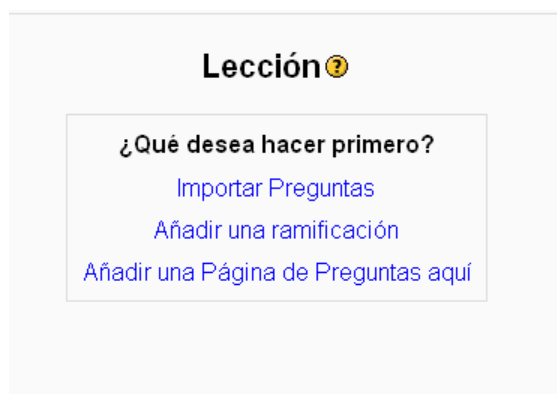 Lección
¿Qué desea hacer primero?
Importar Preguntas
Añadir una ramificación
Añadir una Página de Preguntas aquí